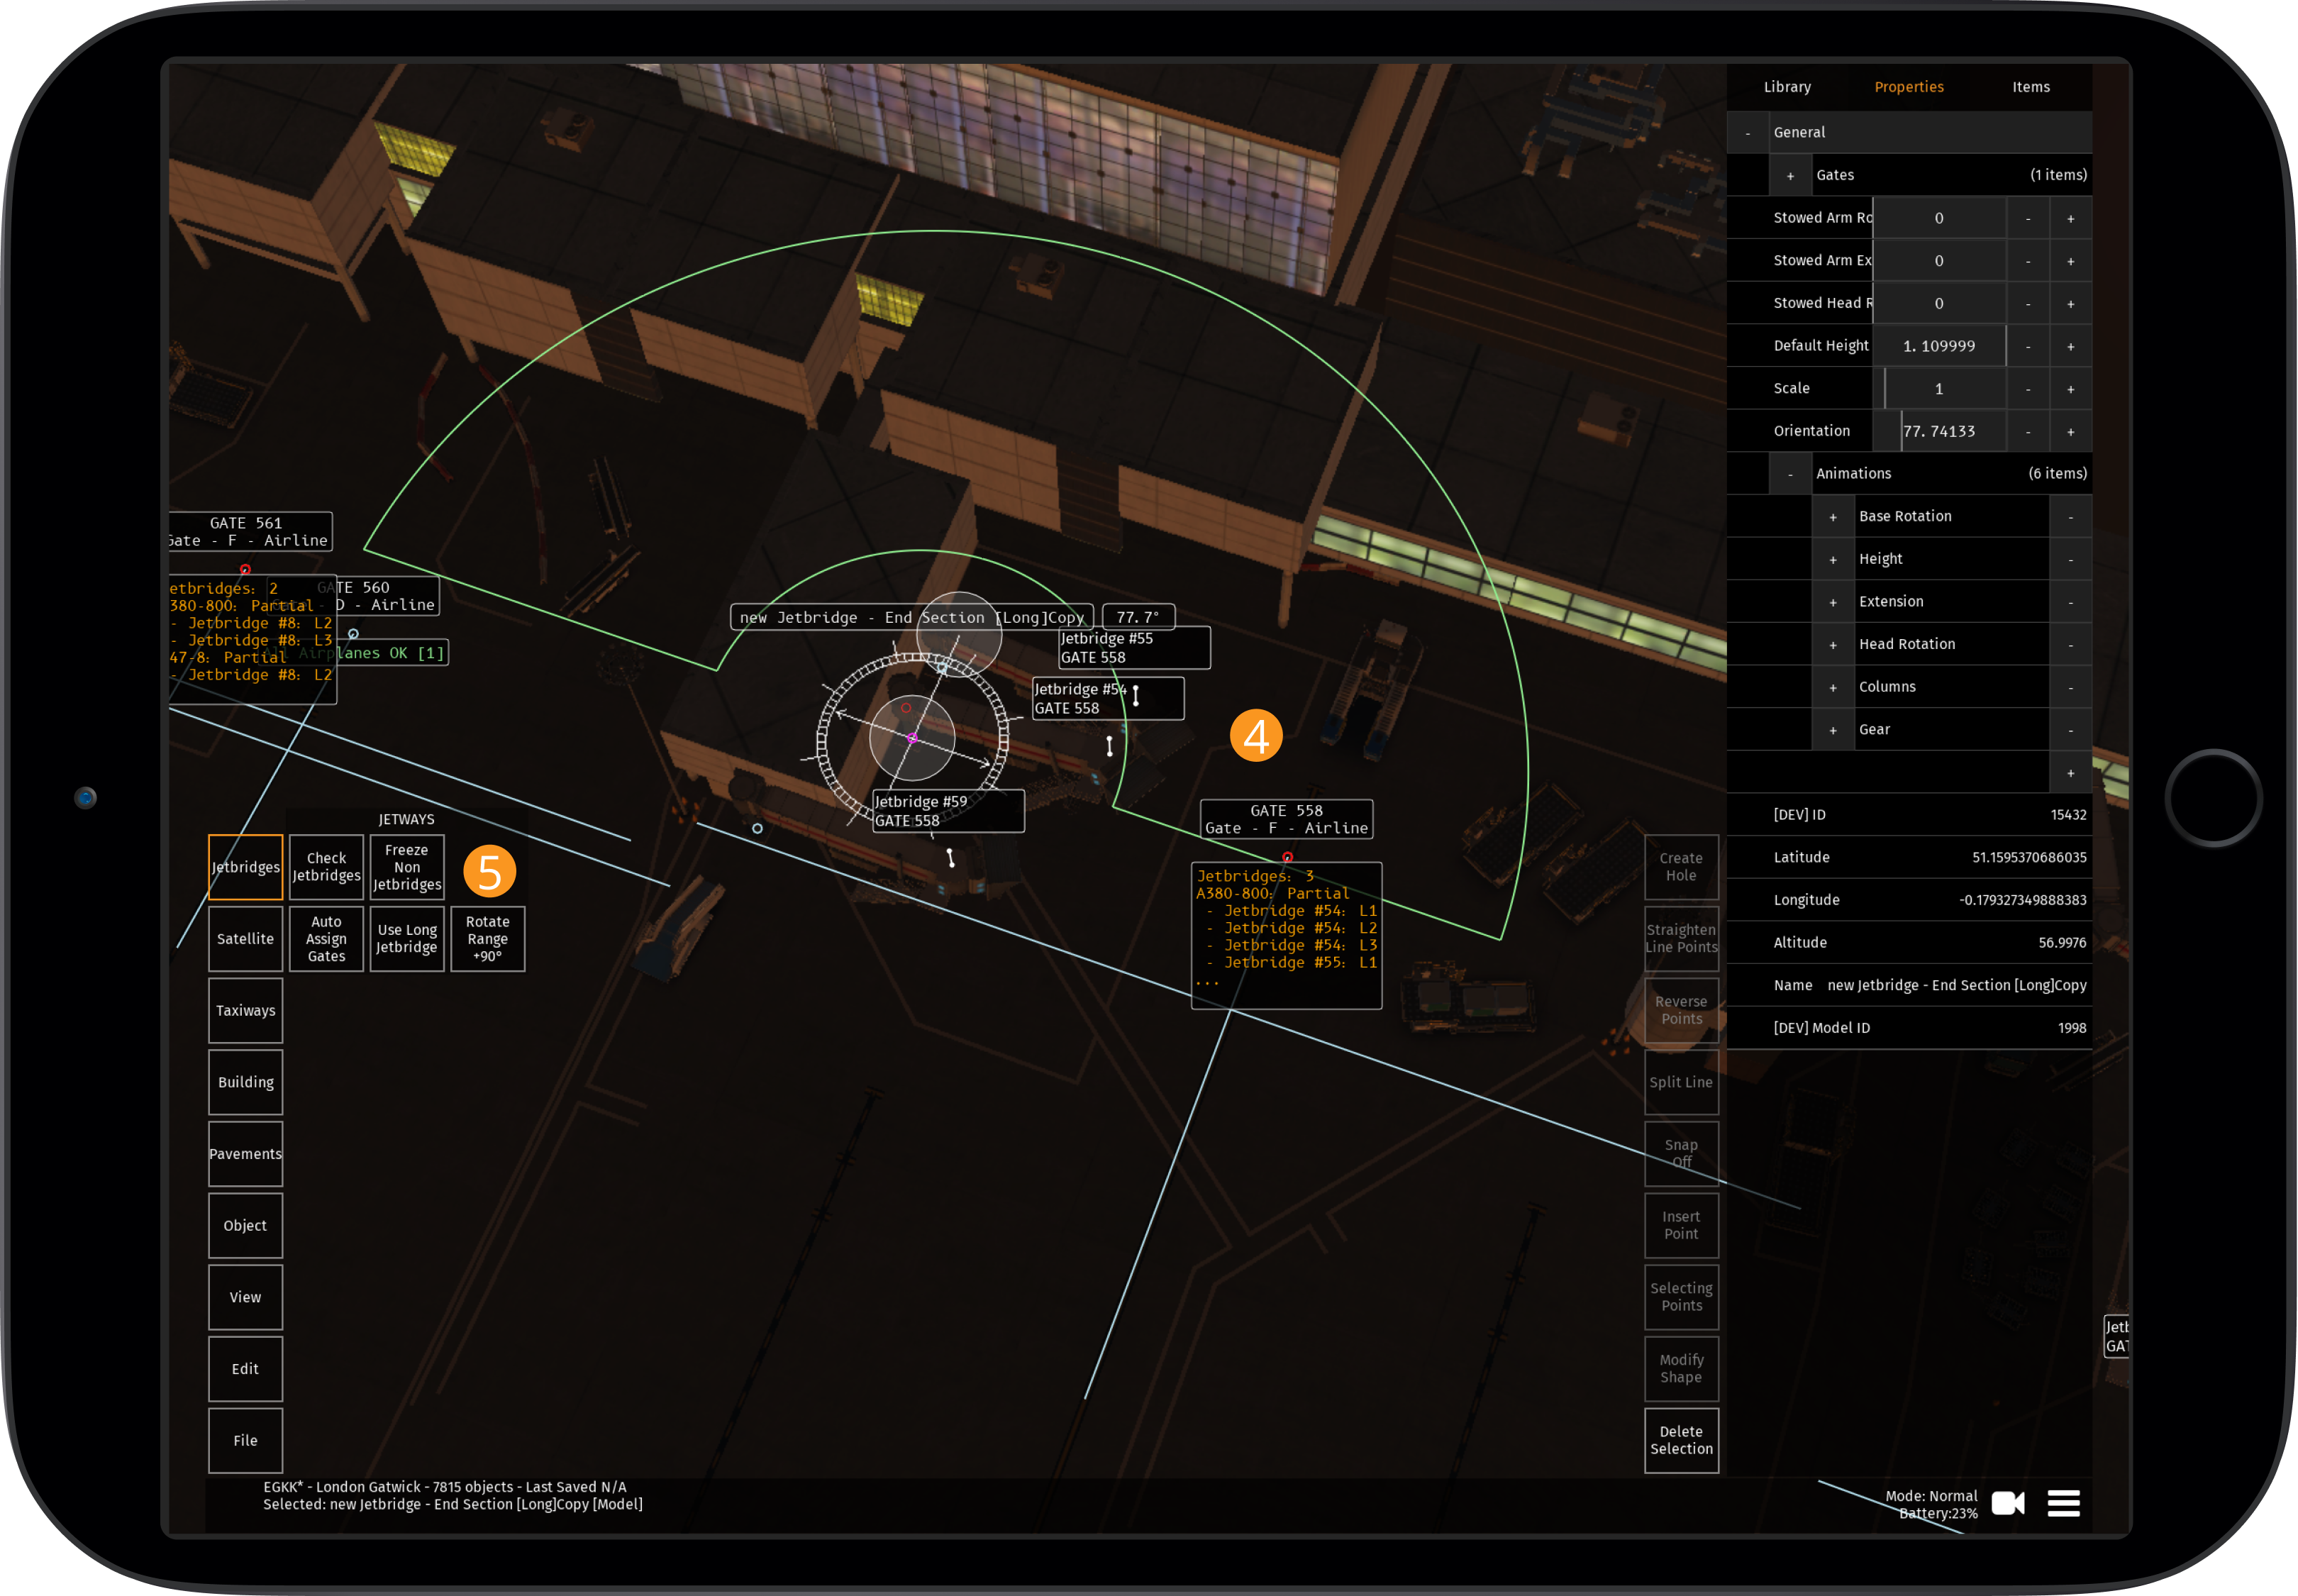 Library
Properties
Items
- General
+ Gates (1 items)
Stowed Arm Ro 0 - +
Stowed Arm Ex 0 - +
Stowed Head R 0 - +
Default Height 1.109999 - +
Scale 1 - +
Orientation 77.74133 - +
- Animations (6 items)
+ Base Rotation -
+ Height -
+ Extension -
+ Head Rotation -
+ Columns -
+ Gear -
+
[DEV] ID 15432
Latitude 51.1595370686035
Longitude -0.179327349888383
Altitude 56.9976
Name new Jetbridge - End Section [Long]Copy
[DEV] Model ID 1998
GATE 561
Gate - F - Airline
etbridges: 2
380-800: Partial
- Jetbridge #8: L2
- Jetbridge #8: L3
47-8: Partial
- Jetbridge #8: L2
GATE 560
D - Airline
All Airplanes OK [1]
new Jetbridge - End Section [Long]Copy
77.7°
Jetbridge #55
GATE 558
Jetbridge #54
GATE 558
4
Jetbridge #59
GATE 558
GATE 558
Gate - F - Airline
Jetbridges: 3
A380-800: Partial
- Jetbridge #54: L1
- Jetbridge #54: L2
- Jetbridge #54: L3
- Jetbridge #55: L1
...
JETWAYS
Jetbridges
Check
Jetbridges
Freeze
Non
Jetbridges
5
Satellite
Auto
Assign
Gates
Use Long
Jetbridge
Rotate
Range
+90°
Taxiways
Building
Pavements
Object
View
Edit
File
Create
Hole
Straighten
Line Points
Reverse
Points
Split Line
Snap
Off
Insert
Point
Selecting
Points
Modify
Shape
Delete
Selection
Jetb
GAT
EGKK* - London Gatwick - 7815 objects - Last Saved N/A
Selected: new Jetbridge - End Section [Long]Copy [Model]
Mode: Normal
Battery:23%